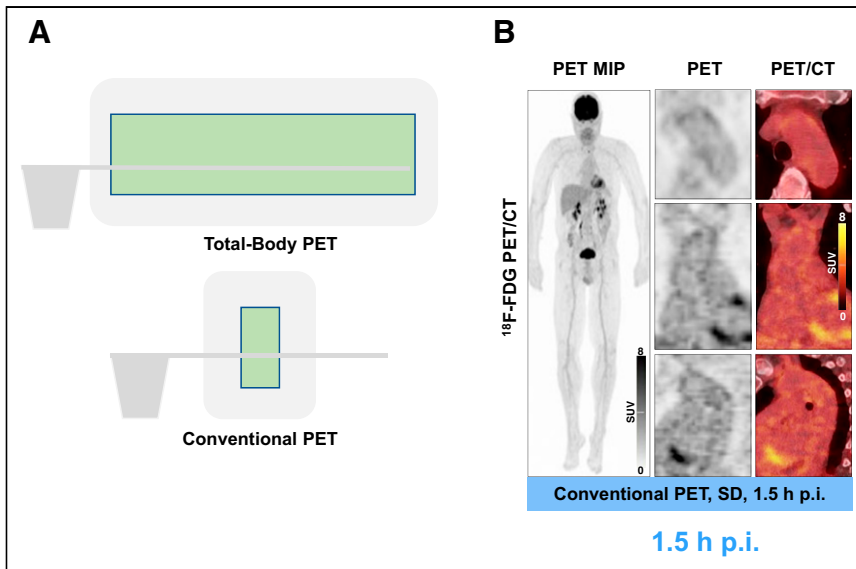 A
Total-Body PET
Conventional PET
B
PET MIP PET PET/CT
¹⁸F-FDG PET/CT
8
SUV
0
8
SUV
0
Conventional PET, SD, 1.5 h p.i.
1.5 h p.i.